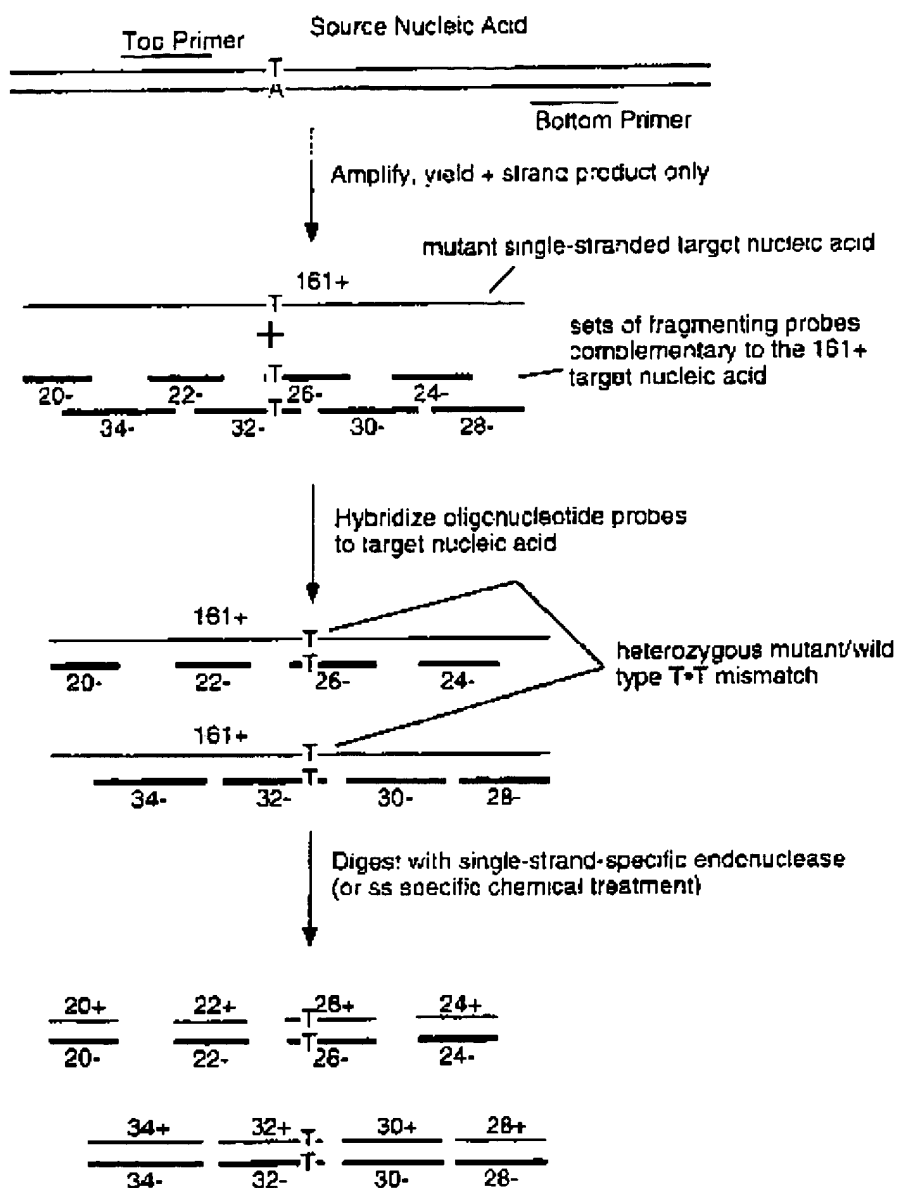 Source Nucleic Acid
Top Primer
T
A
Bottom Primer
Amplify, yield + strand product only
mutant single-stranded target nucleic acid
161+
T
+
sets of fragmenting probes
complementary to the 161+
target nucleic acid
T
20- 22- 26- 24-
T
34- 32- 30- 28-
Hybridize oligonucleotide probes
to target nucleic acid
161+
T
T
20- 22- 26- 24-
heterozygous mutant/wild
type T•T mismatch
161+
T
T
34- 32- 30- 28-
Digest with single-strand-specific endonuclease
(or ss specific chemical treatment)
20+ 22+ 26+ 24+
T
T
20- 22- 26- 24-
34+ 32+ 30+ 28+
T
T
34- 32- 30- 28-